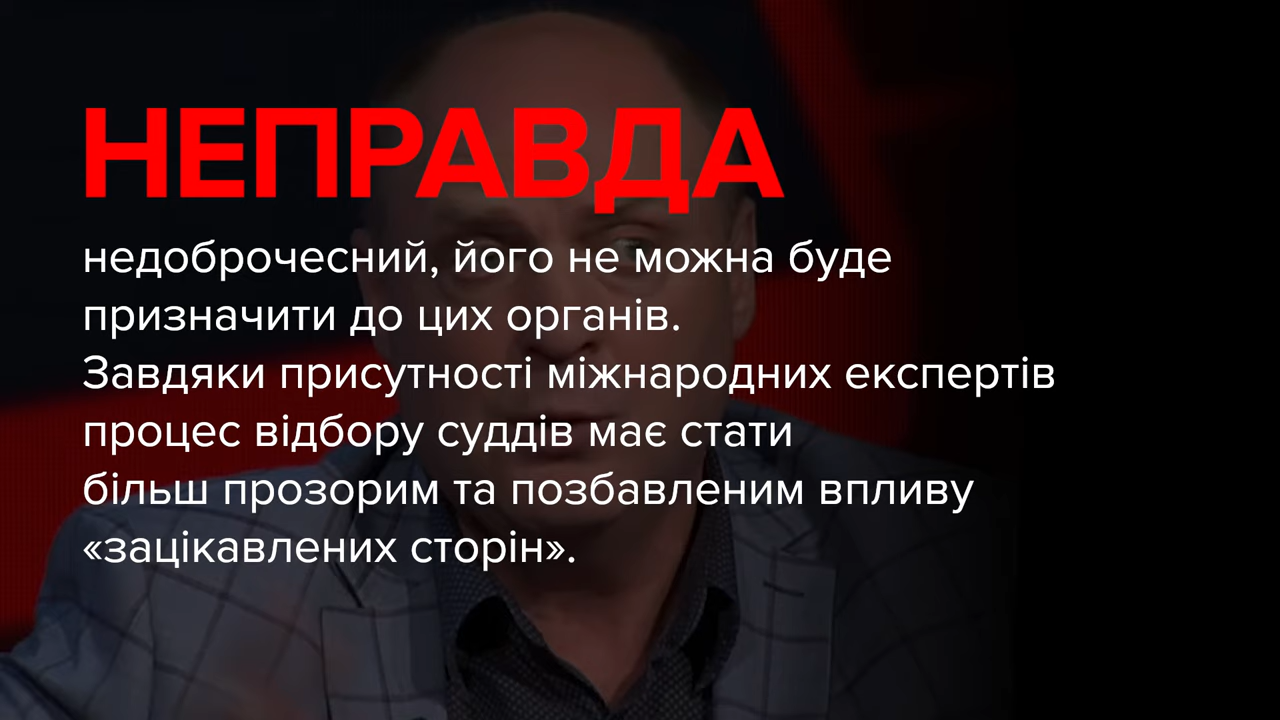 НЕПРАВДА
недоброчесний, його не можна буде
призначити до цих органів.
Завдяки присутності міжнародних експертів
процес відбору суддів має стати
більш прозорим та позбавленим впливу
«зацікавлених сторін».